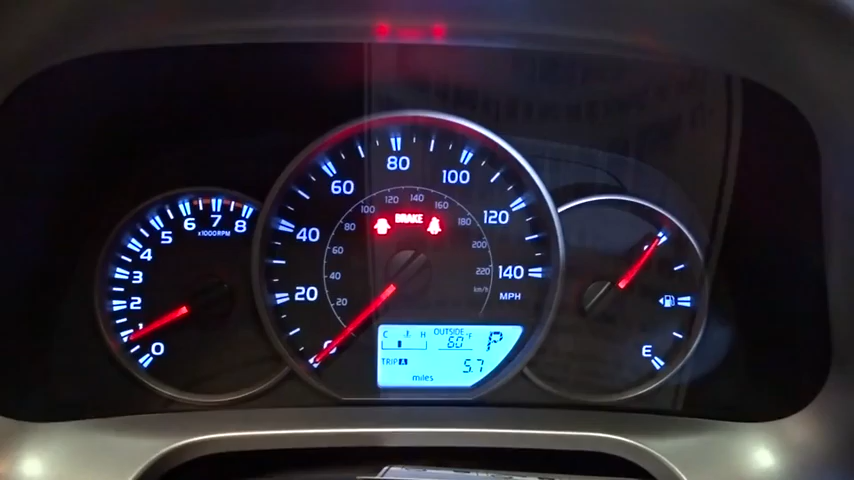 0
1
2
3
4
5
6
7
8
x1000RPM
0
20
40
60
80
100
120
140
MPH
20
40
60
80
100
120
140
160
180
200
220
km/h
BRAKE
C H
OUTSIDE
60°F
P
TRIP A
5.7
miles
E